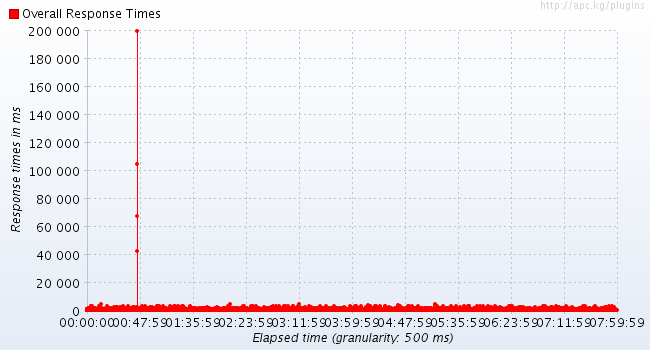 http://apc.kg/plugins
Overall Response Times
200 000
180 000
160 000
140 000
120 000
100 000
80 000
60 000
40 000
20 000
0
Response times in ms
00:00:00 00:47:59 01:35:59 02:23:59 03:11:59 03:59:59 04:47:59 05:35:59 06:23:59 07:11:59 07:59:59
Elapsed time (granularity: 500 ms)